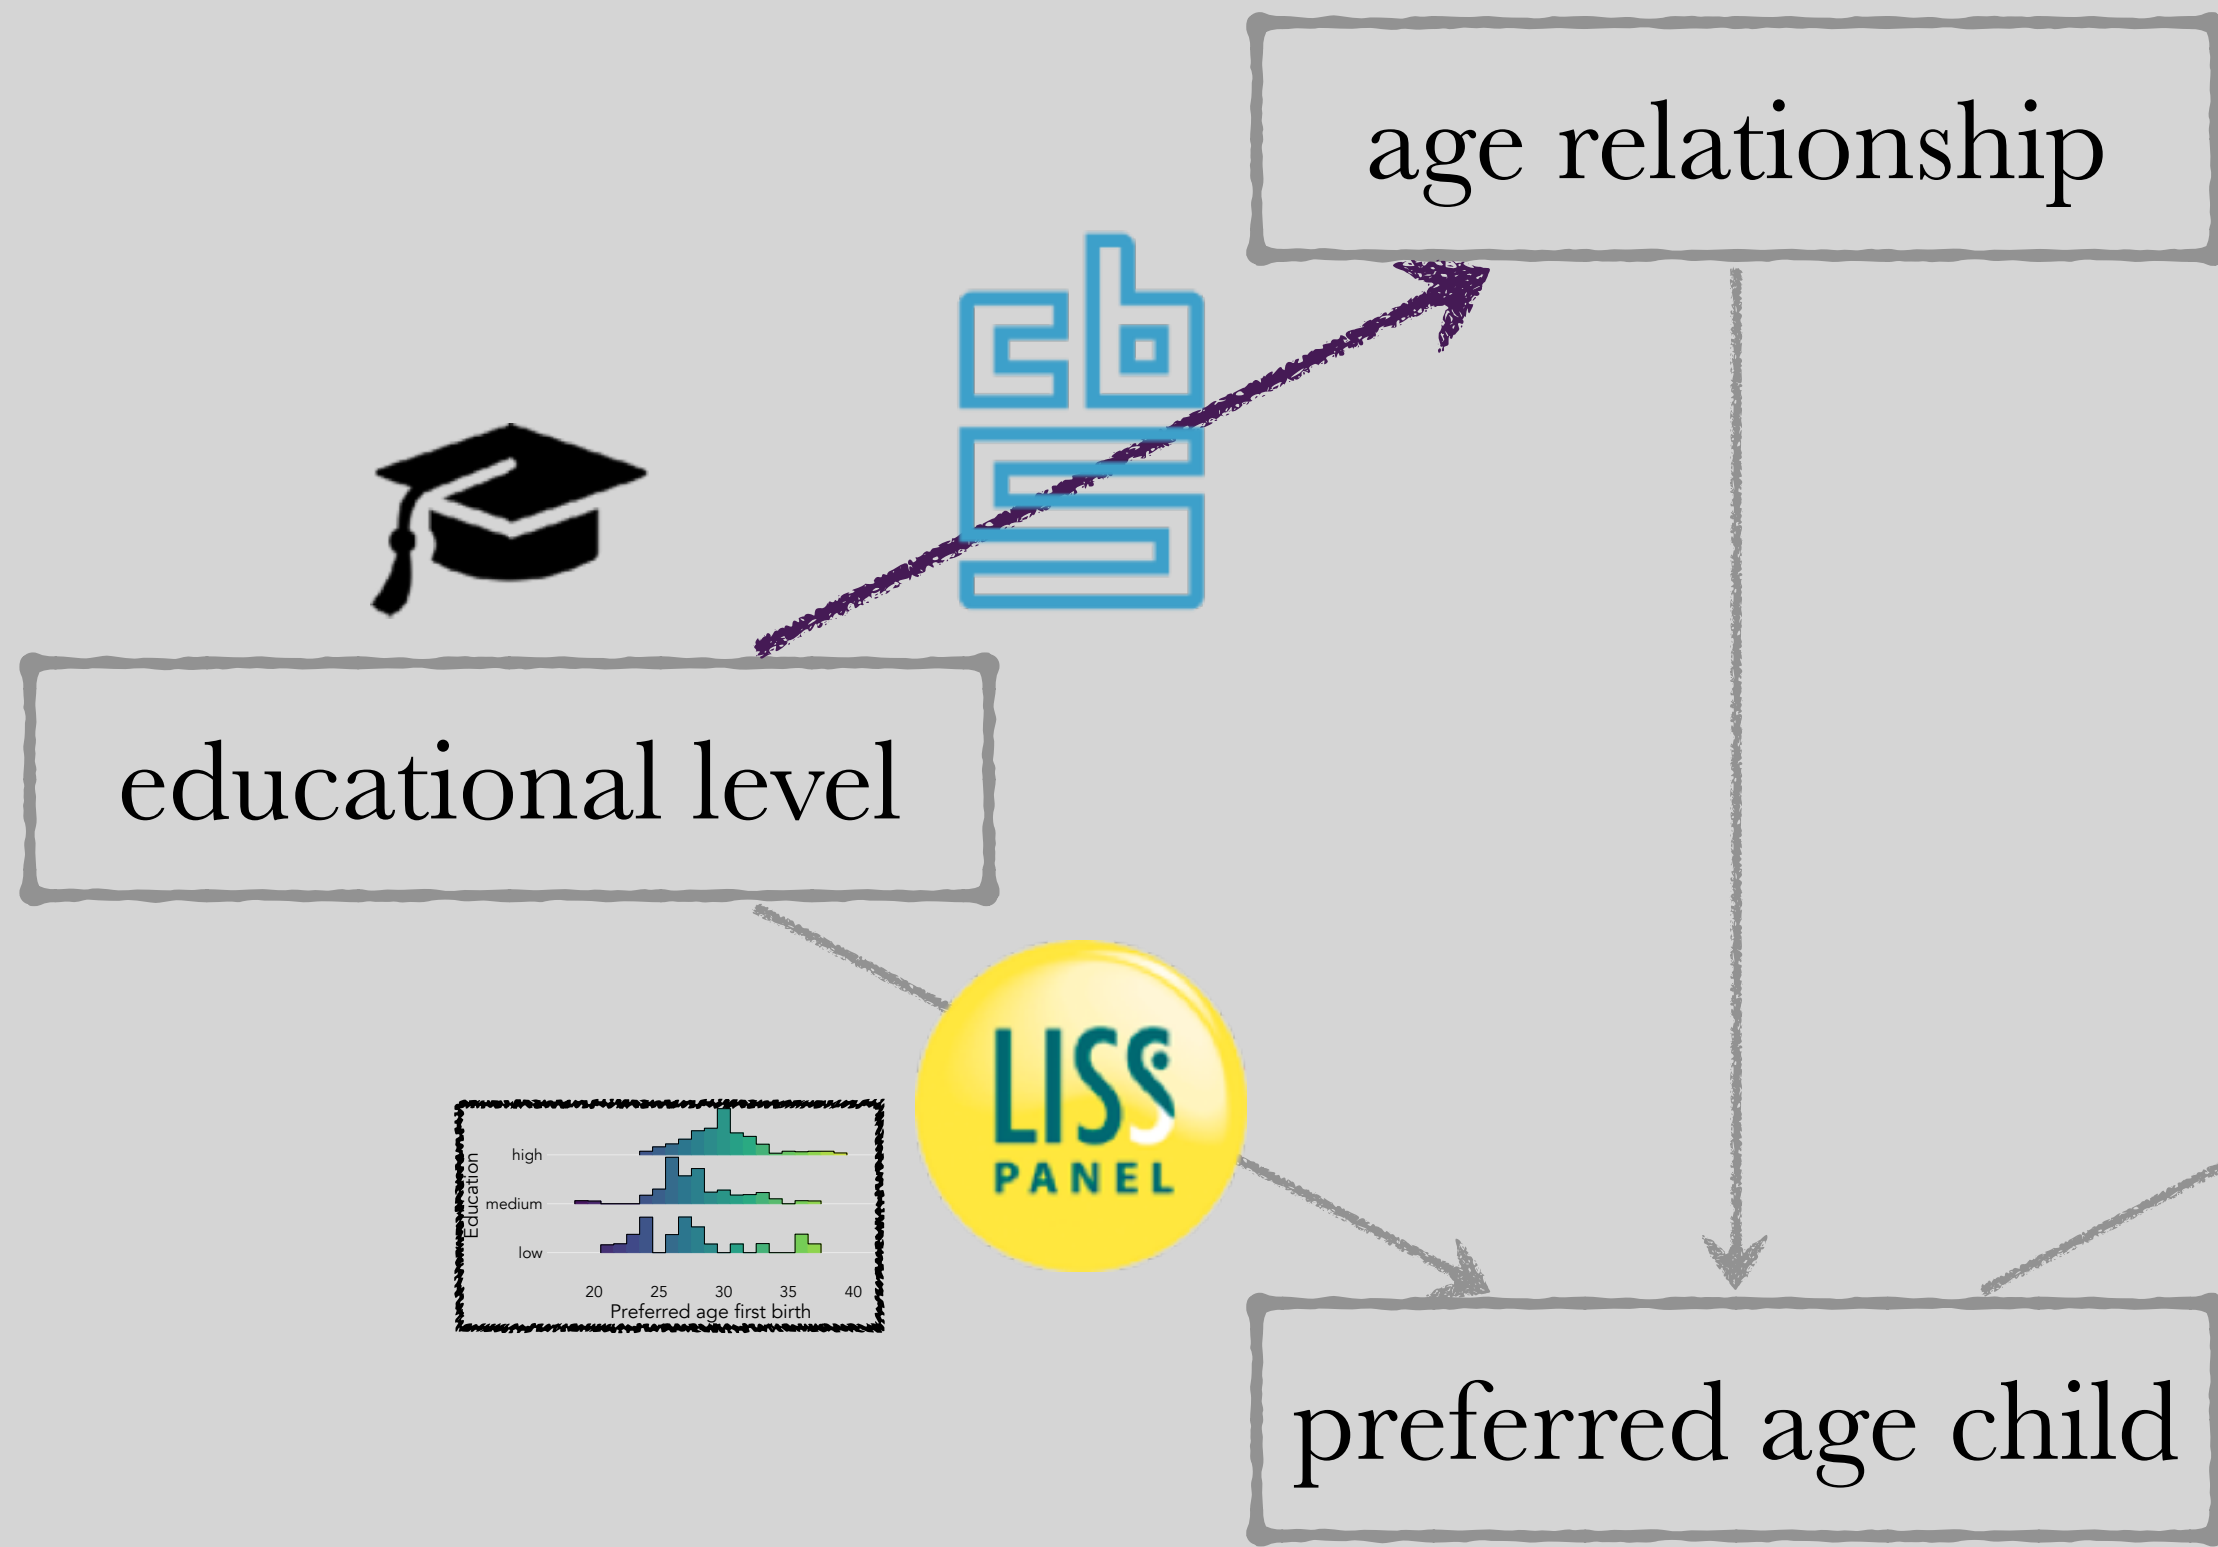 age relationship
cbs
educational level
LISS
PANEL
high
medium
low
Education
20 25 30 35 40
Preferred age first birth
preferred age child